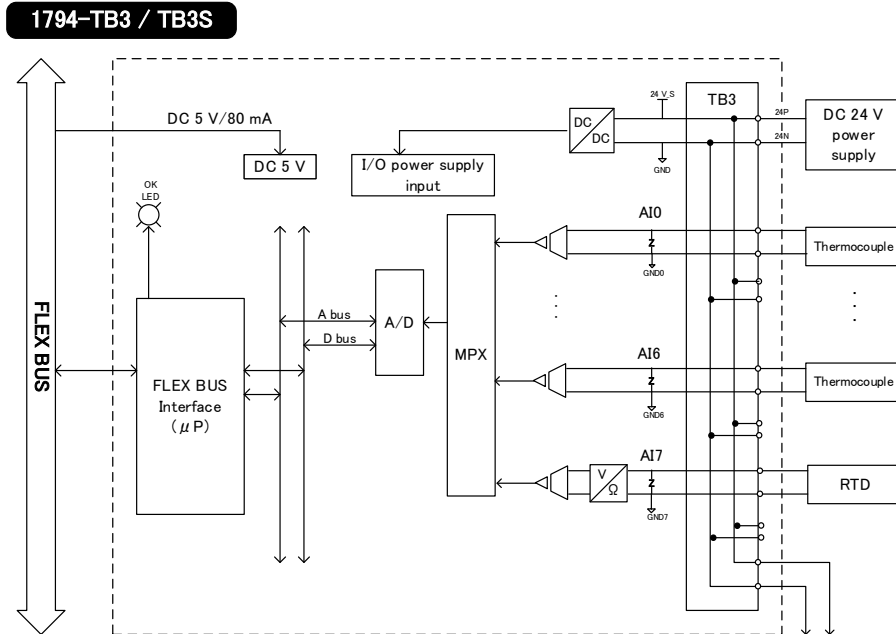 1794-TB3 / TB3S
DC 5 V/80 mA
DC 5 V
I/O power supply
input
DC
DC
24 V_S
GND
TB3
24P
24N
DC 24 V
power
supply
OK
LED
AI0
GND0
Thermocouple
FLEX BUS
A bus
D bus
A/D
MPX
AI6
GND6
Thermocouple
FLEX BUS
Interface
(μP)
AI7
V
Ω
GND7
RTD